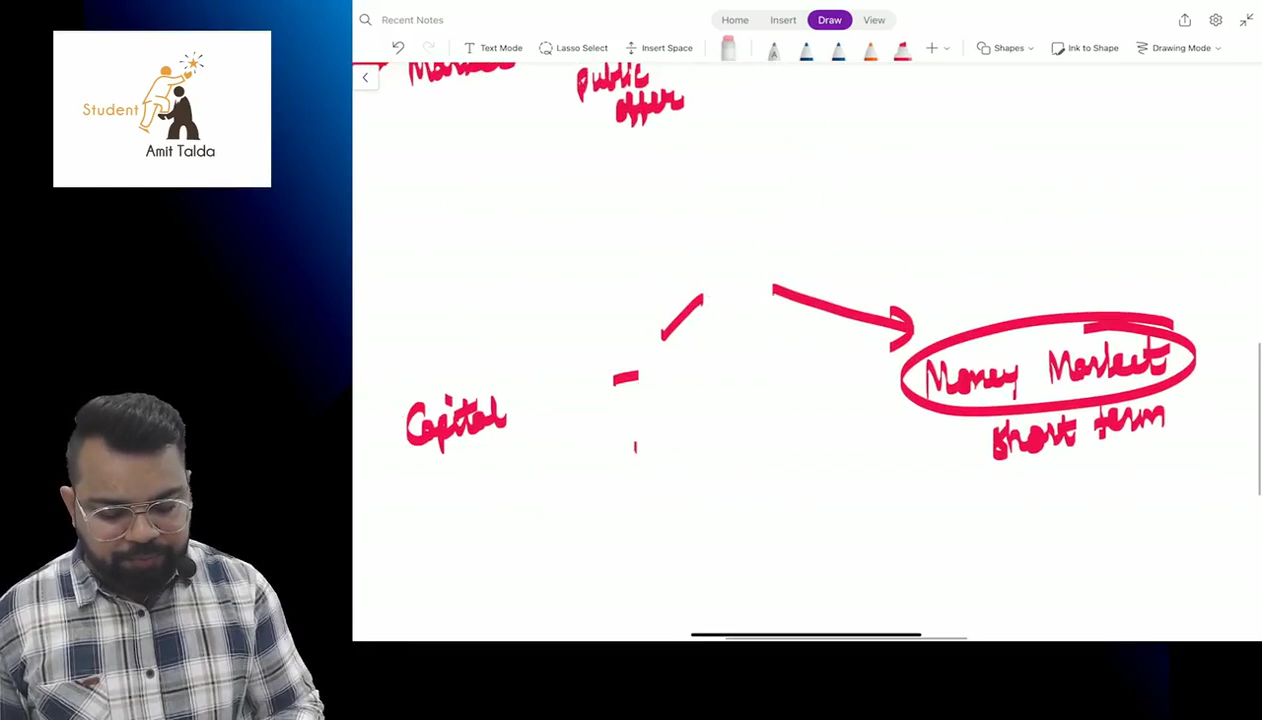 Recent Notes
Home Insert Draw View
Text Mode Lasso Select Insert Space Shapes Ink to Shape Drawing Mode
Student
Amit Talda
public
offer
Money Market
Capital
short term